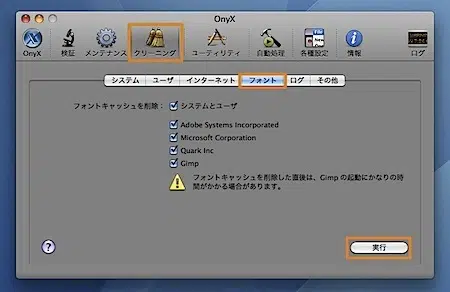 OnyX
OnyX 検証 メンテナンス クリーニング ユーティリティ 自動処理 各種設定 情報 ログ
システム ユーザ インターネット フォント ログ その他
フォントキャッシュを削除： システムとユーザ
Adobe Systems Incorporated
Microsoft Corporation
Quark Inc
Gimp
フォントキャッシュを削除した直後は、Gimp の起動にかなりの時
間がかかる場合があります。
? 実行